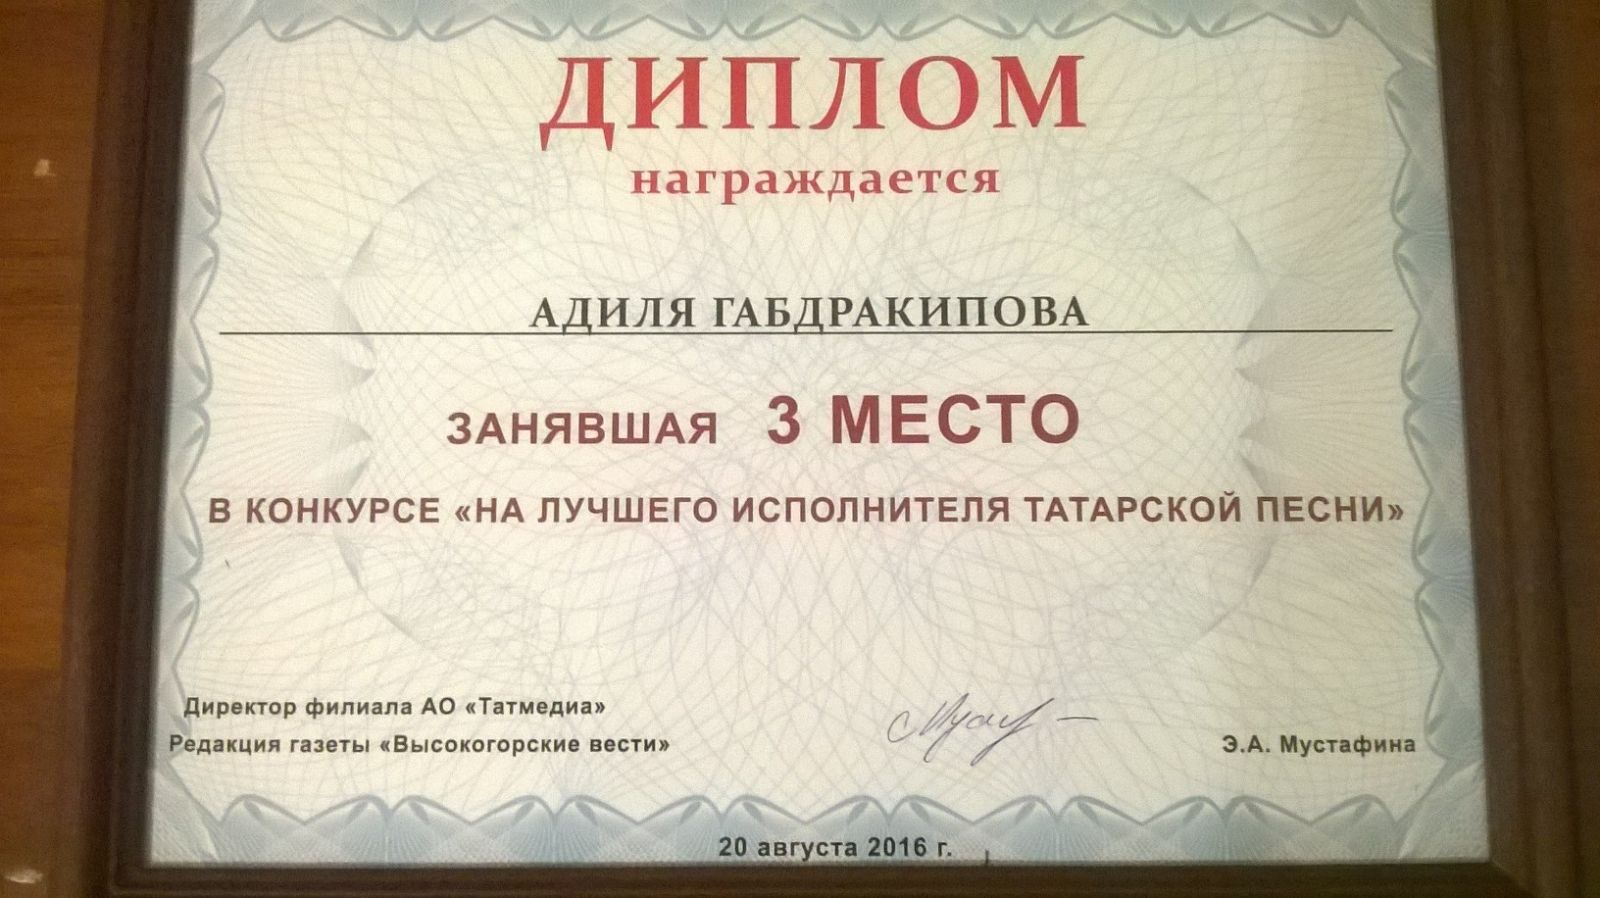 ДИПЛОМ
награждается
АДИЛЯ ГАБДРАКИПОВА
ЗАНЯВШАЯ 3 МЕСТО
В КОНКУРСЕ «НА ЛУЧШЕГО ИСПОЛНИТЕЛЯ ТАТАРСКОЙ ПЕСНИ»
Директор филиала АО «Татмедиа»
Редакция газеты «Высокогорские вести»
Э.А. Мустафина
20 августа 2016 г.